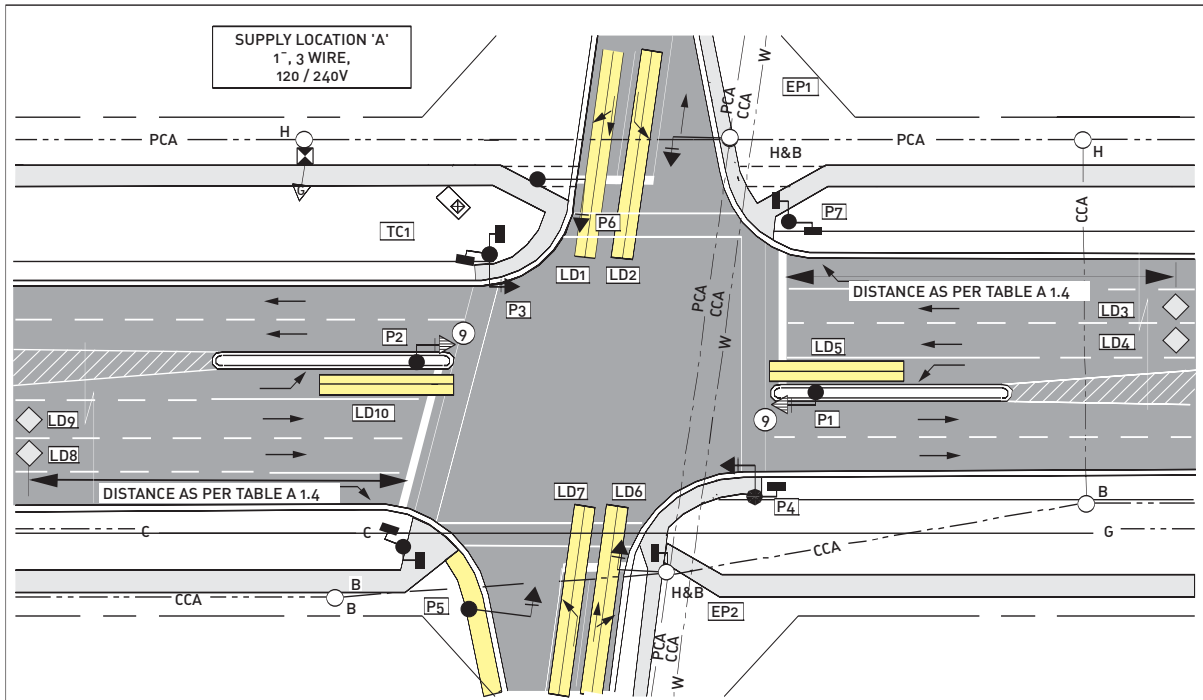 SUPPLY LOCATION 'A'
1‾, 3 WIRE,
120 / 240V
W
EP1
PCA
CCA
PCA
H
PCA
H
H&B
G
CCA
TC1
P6
P7
LD1
LD2
P3
DISTANCE AS PER TABLE A 1.4
LD3
PCA
CCA
W
P2
9
LD5
LD4
LD10
LD9
9
P1
LD8
DISTANCE AS PER TABLE A 1.4
LD7
LD6
P4
B
C
C
G
CCA
B
CCA
B
P5
H&B
EP2
PCA
CCA
W